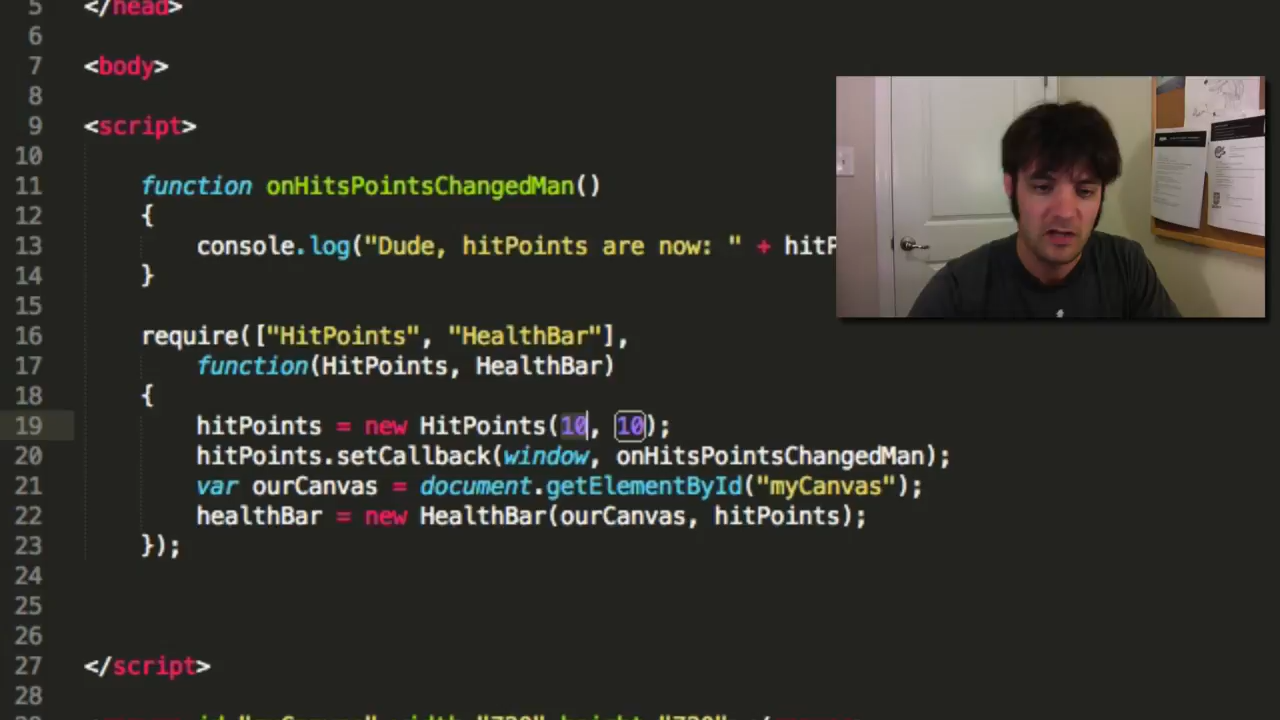 5 </head>
6
7 <body>
8
9 <script>
10
11 function onHitsPointsChangedMan()
12 {
13 console.log("Dude, hitPoints are now: " + hitP
14 }
15
16 require(["HitPoints", "HealthBar"],
17 function(HitPoints, HealthBar)
18 {
19 hitPoints = new HitPoints(10, 10);
20 hitPoints.setCallback(window, onHitsPointsChangedMan);
21 var ourCanvas = document.getElementById("myCanvas");
22 healthBar = new HealthBar(ourCanvas, hitPoints);
23 });
24
25
26
27 </script>
28